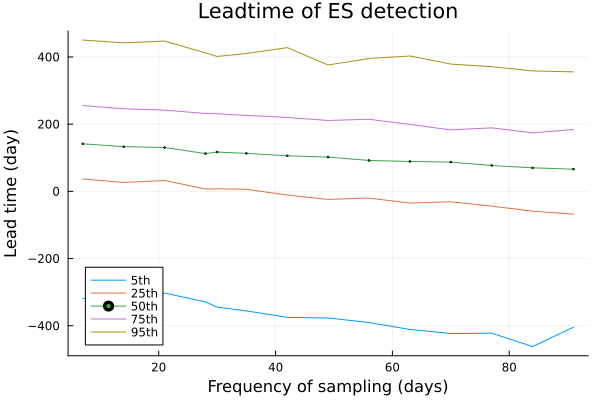 Leadtime of ES detection
Lead time (day)
400
200
0
−200
−400
5th
25th
50th
75th
95th
20
40
60
80
Frequency of sampling (days)